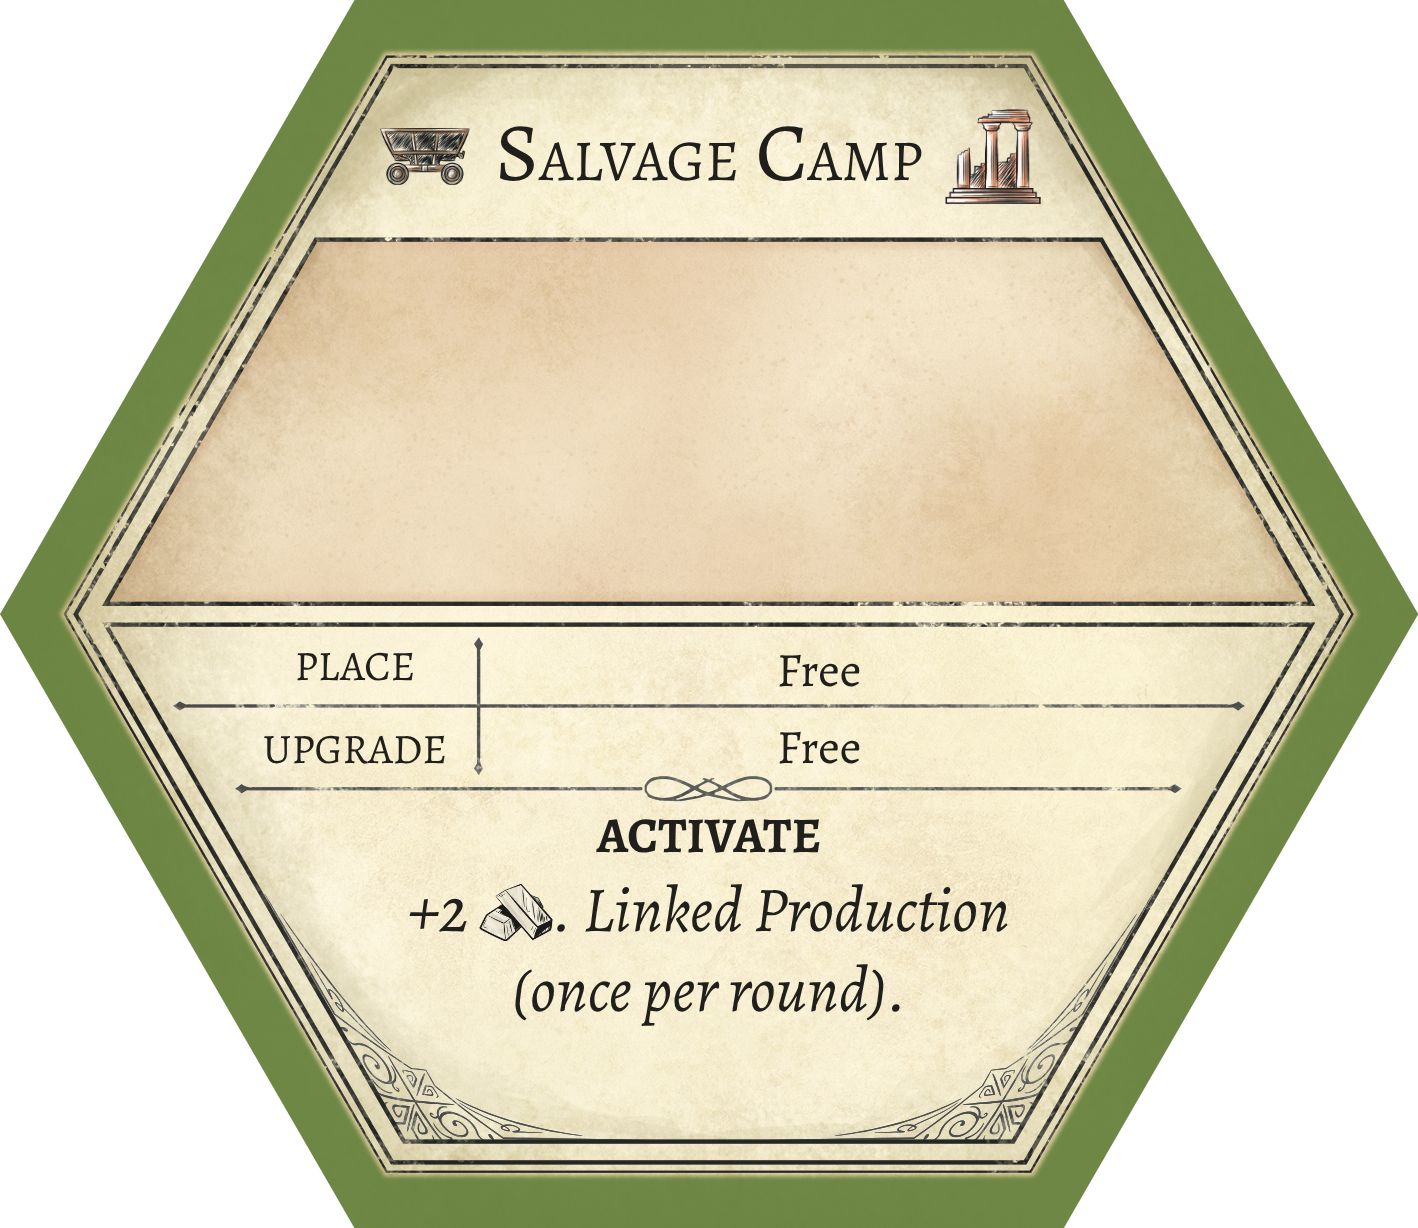 Salvage Camp
PLACE
Free
UPGRADE
Free
ACTIVATE
+2 . Linked Production
(once per round).